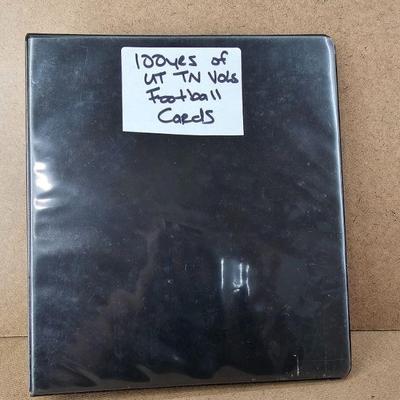 100yrs of
UT TN Vols
Football
Cards